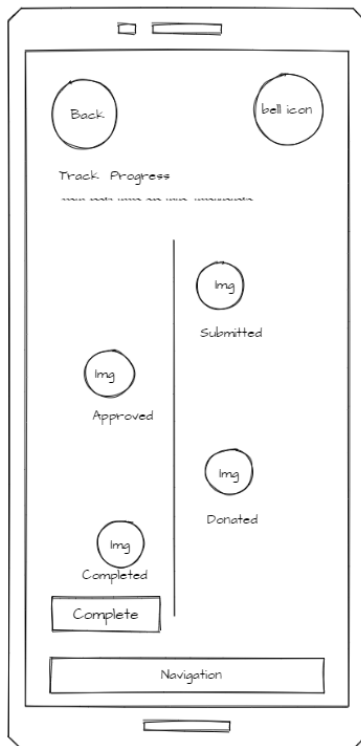 Back
bell icon
Track Progress
Img
Submitted
Img
Approved
Img
Donated
Img
Completed
Complete
Navigation